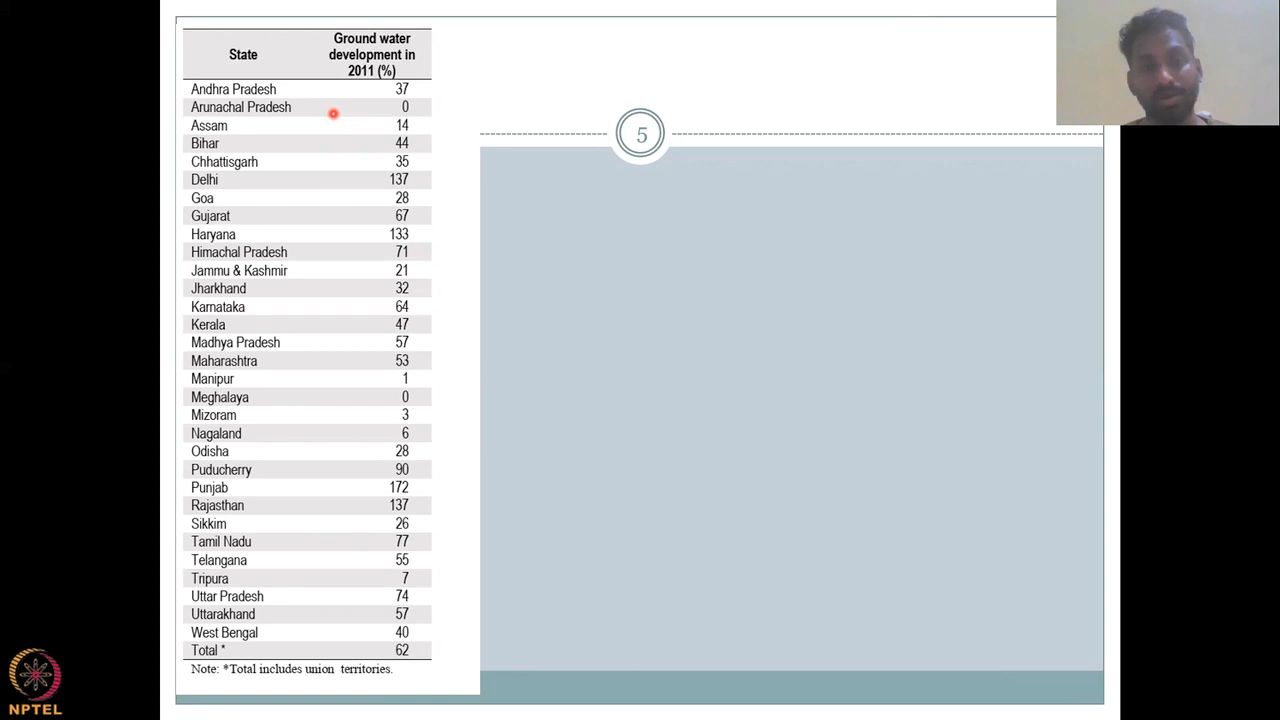 State Ground water development in 2011 (%)
Andhra Pradesh 37
Arunachal Pradesh 0
Assam 14
Bihar 44
Chhattisgarh 35
Delhi 137
Goa 28
Gujarat 67
Haryana 133
Himachal Pradesh 71
Jammu & Kashmir 21
Jharkhand 32
Karnataka 64
Kerala 47
Madhya Pradesh 57
Maharashtra 53
Manipur 1
Meghalaya 0
Mizoram 3
Nagaland 6
Odisha 28
Puducherry 90
Punjab 172
Rajasthan 137
Sikkim 26
Tamil Nadu 77
Telangana 55
Tripura 7
Uttar Pradesh 74
Uttarakhand 57
West Bengal 40
Total * 62
Note: *Total includes union territories.
5
NPTEL